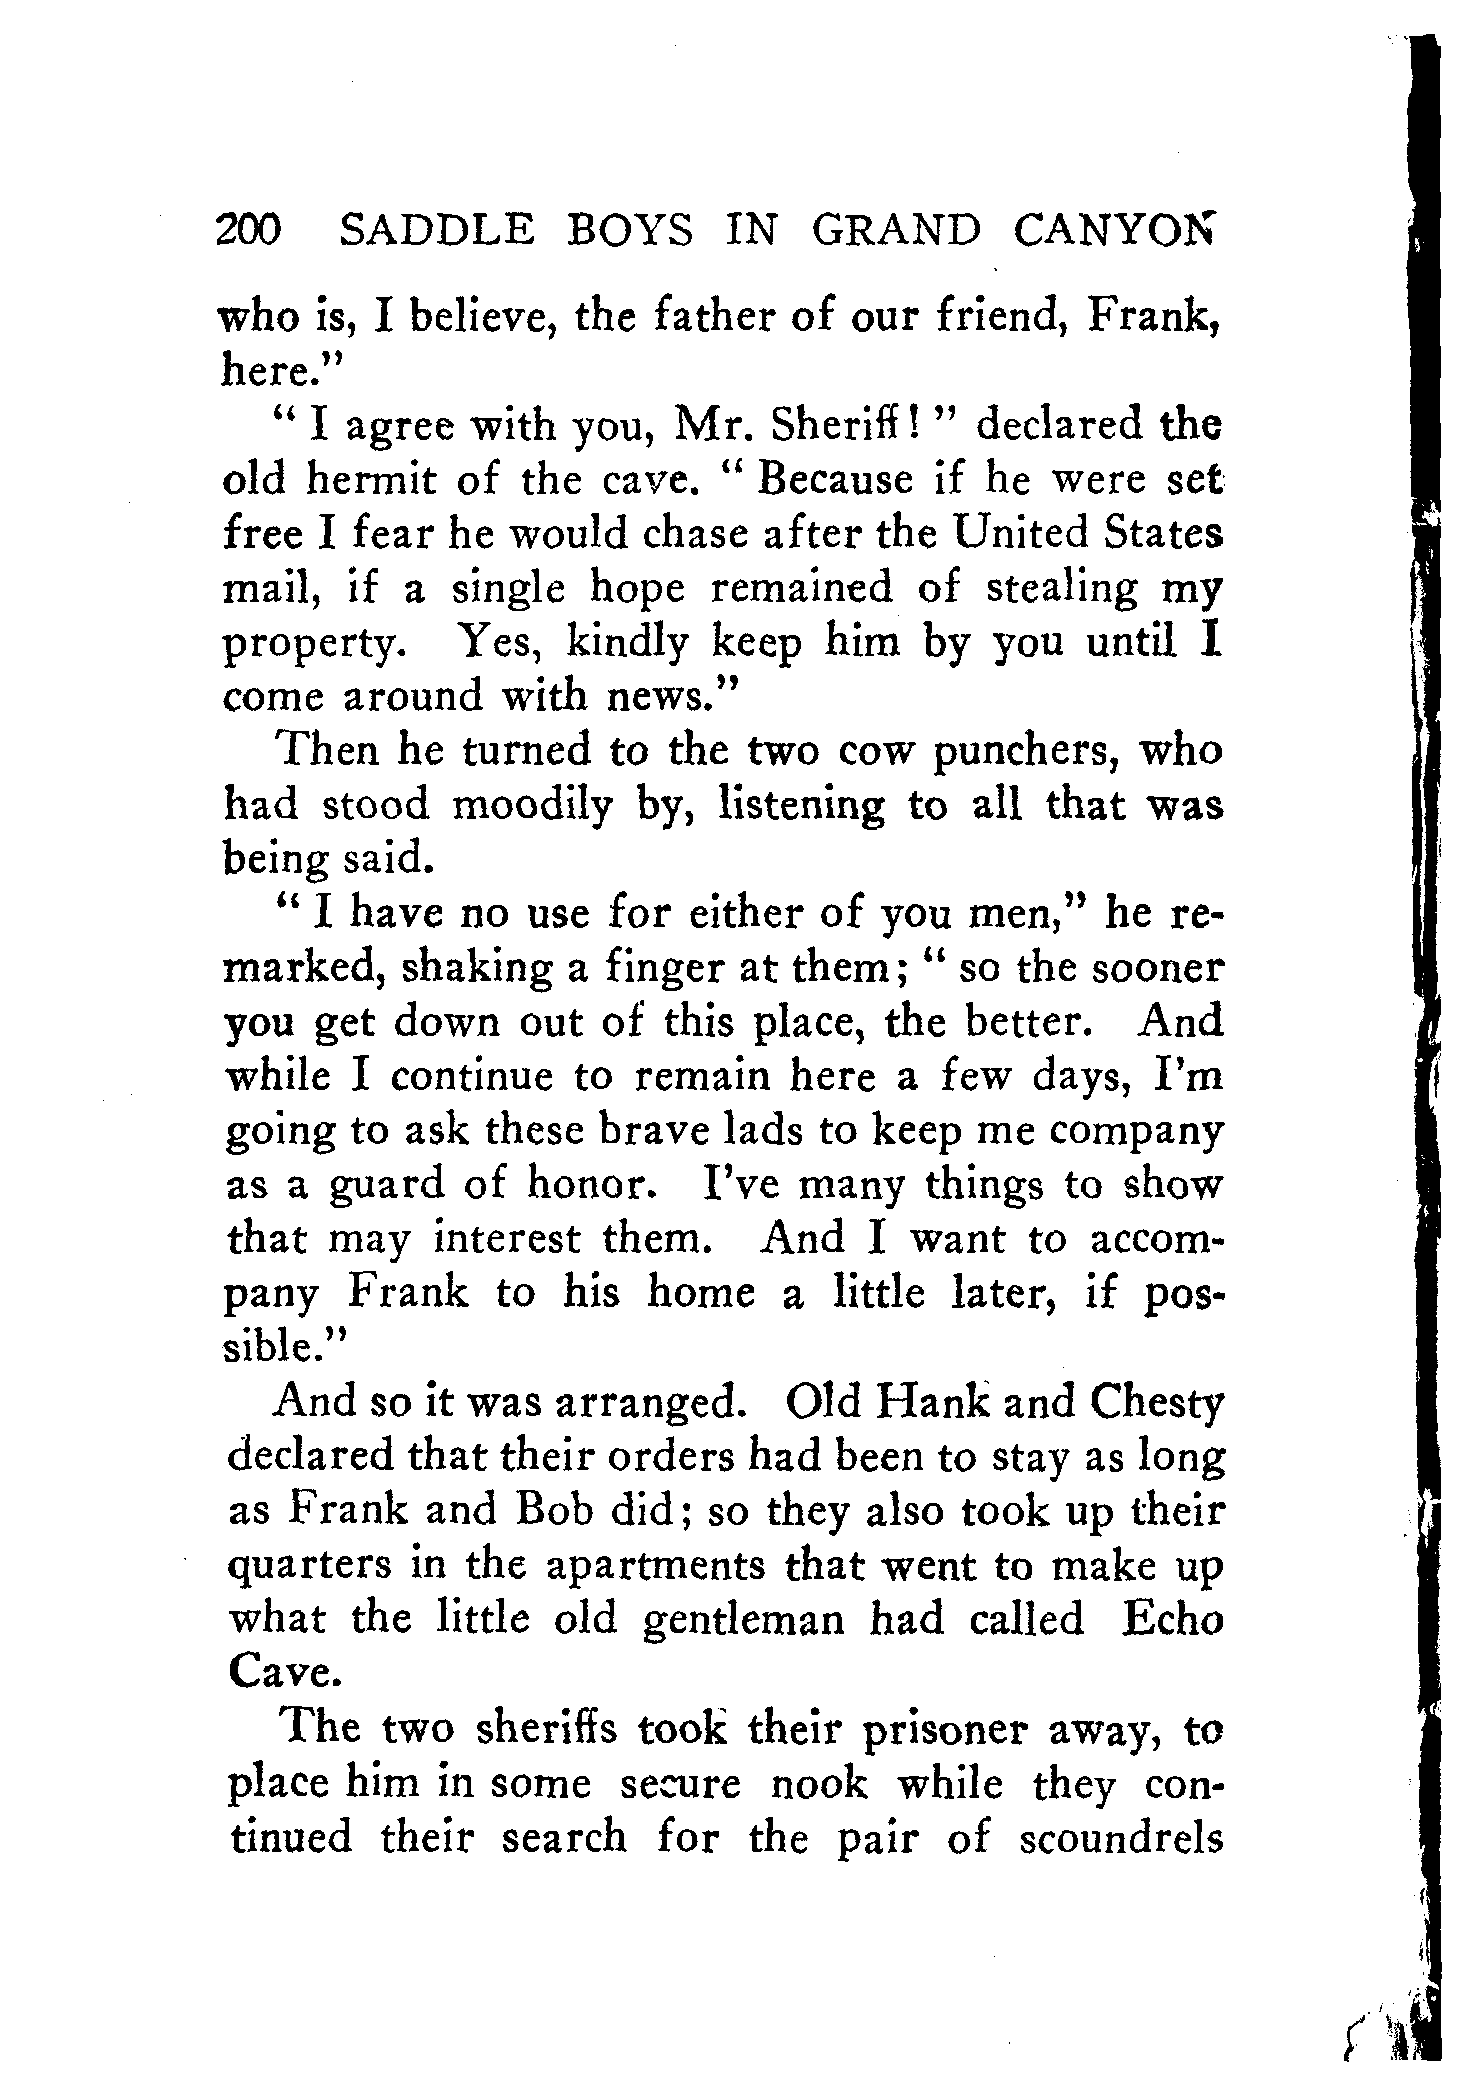 200 SADDLE BOYS IN GRAND CANYON
who is, I believe, the father of our friend, Frank,
here."
" I agree with you, Mr. Sheriff! " declared the
old hermit of the cave. " Because if he were set
free I fear he would chase after the United States
mail, if a single hope remained of stealing my
property. Yes, kindly keep him by you until I
come around with news."
Then he turned to the two cow punchers, who
had stood moodily by, listening to all that was
being said.
" I have no use for either of you men," he re-
marked, shaking a finger at them; " so the sooner
you get down out of this place, the better. And
while I continue to remain here a few days, I'm
going to ask these brave lads to keep me company
as a guard of honor. I've many things to show
that may interest them. And I want to accom-
pany Frank to his home a little later, if pos-
sible."
And so it was arranged. Old Hank and Chesty
declared that their orders had been to stay as long
as Frank and Bob did; so they also took up their
quarters in the apartments that went to make up
what the little old gentleman had called Echo
Cave.
The two sheriffs took their prisoner away, to
place him in some secure nook while they con-
tinued their search for the pair of scoundrels